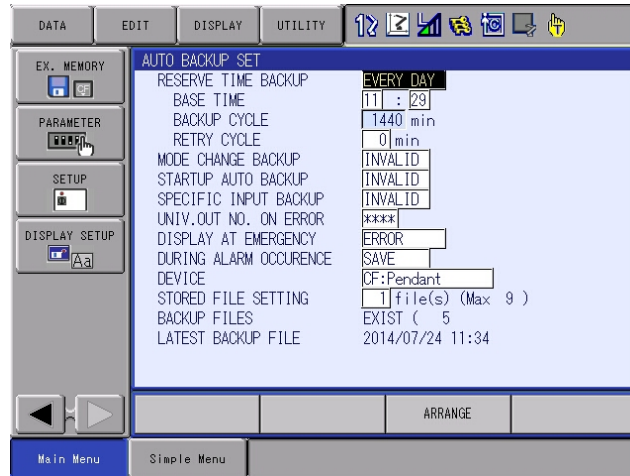 DATA EDIT DISPLAY UTILITY
EX. MEMORY
CF
PARAMETER
SETUP
DISPLAY SETUP
Aa
AUTO BACKUP SET
RESERVE TIME BACKUP EVERY DAY
BASE TIME 11 : 29
BACKUP CYCLE 1440 min
RETRY CYCLE 0 min
MODE CHANGE BACKUP INVALID
STARTUP AUTO BACKUP INVALID
SPECIFIC INPUT BACKUP INVALID
UNIV.OUT NO. ON ERROR ****
DISPLAY AT EMERGENCY ERROR
DURING ALARM OCCURENCE SAVE
DEVICE CF:Pendant
STORED FILE SETTING 1 file(s) (Max 9 )
BACKUP FILES EXIST ( 5
LATEST BACKUP FILE 2014/07/24 11:34
ARRANGE
Main Menu Simple Menu